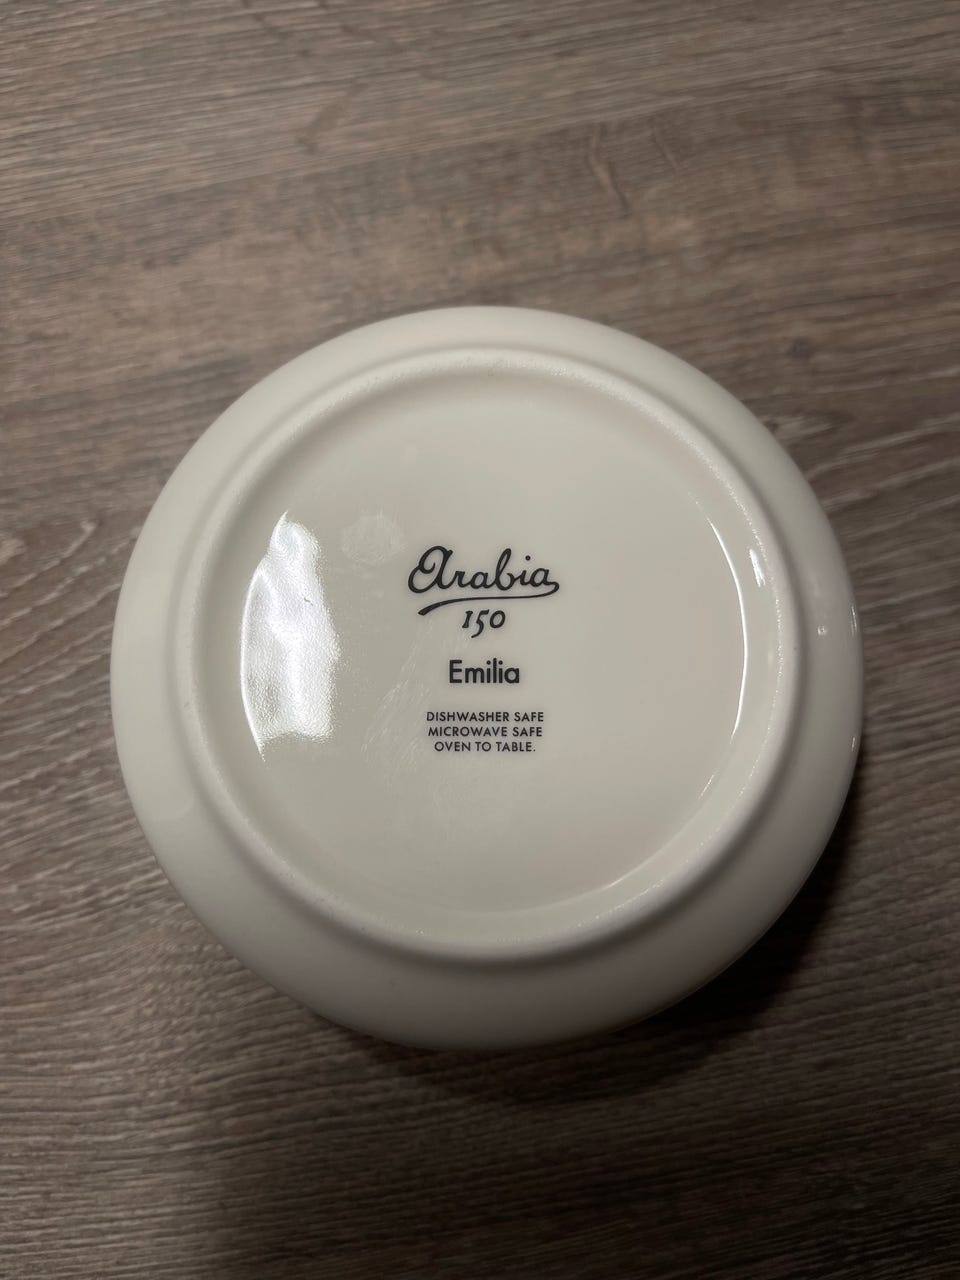 Arabia
150
Emilia
DISHWASHER SAFE
MICROWAVE SAFE
OVEN TO TABLE.